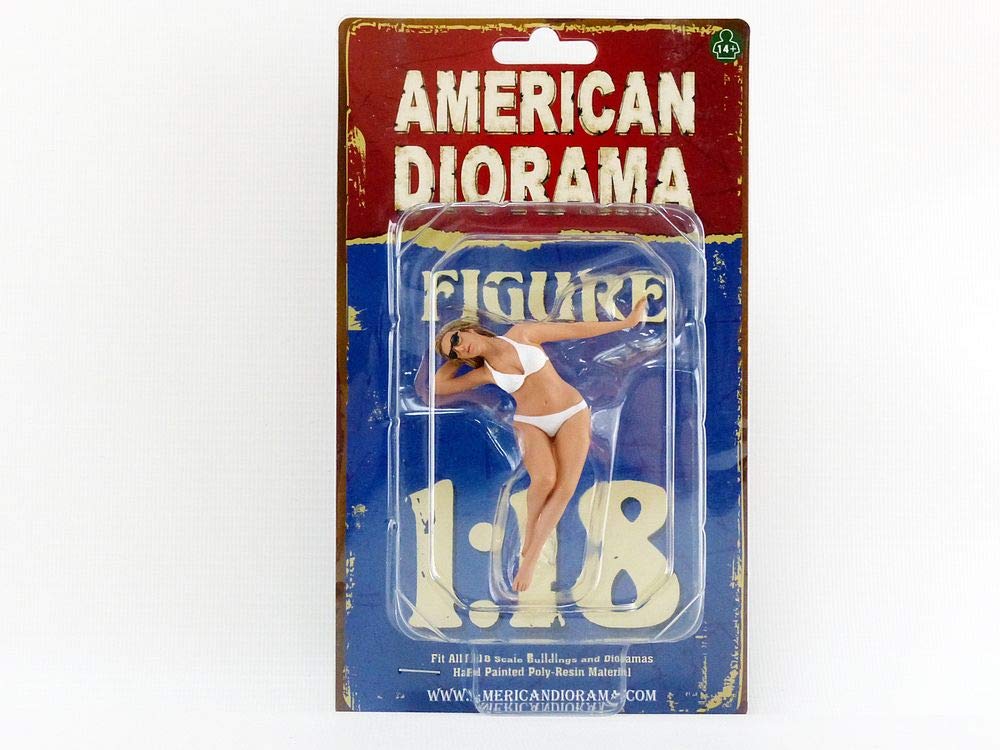 14+
AMERICAN
DIORAMA
FIGURE
1:18
Fit All 1:18 Scale Buildings and Dioramas
Hand Painted Poly-Resin Material
WWW.AMERICANDIORAMA.COM